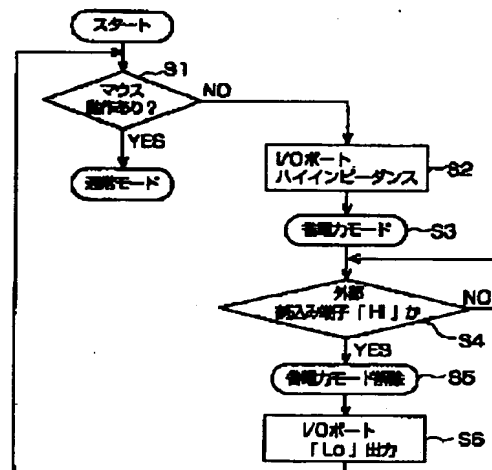 スタート
S1
マウス
動作あり?
NO
YES
通常モード
I/Oポート
ハイインピーダンス
S2
省電力モード
S3
外部
割込み端子「Hi」か
NO
S4
YES
省電力モード解除
S5
I/Oポート
「Lo」出力
S6